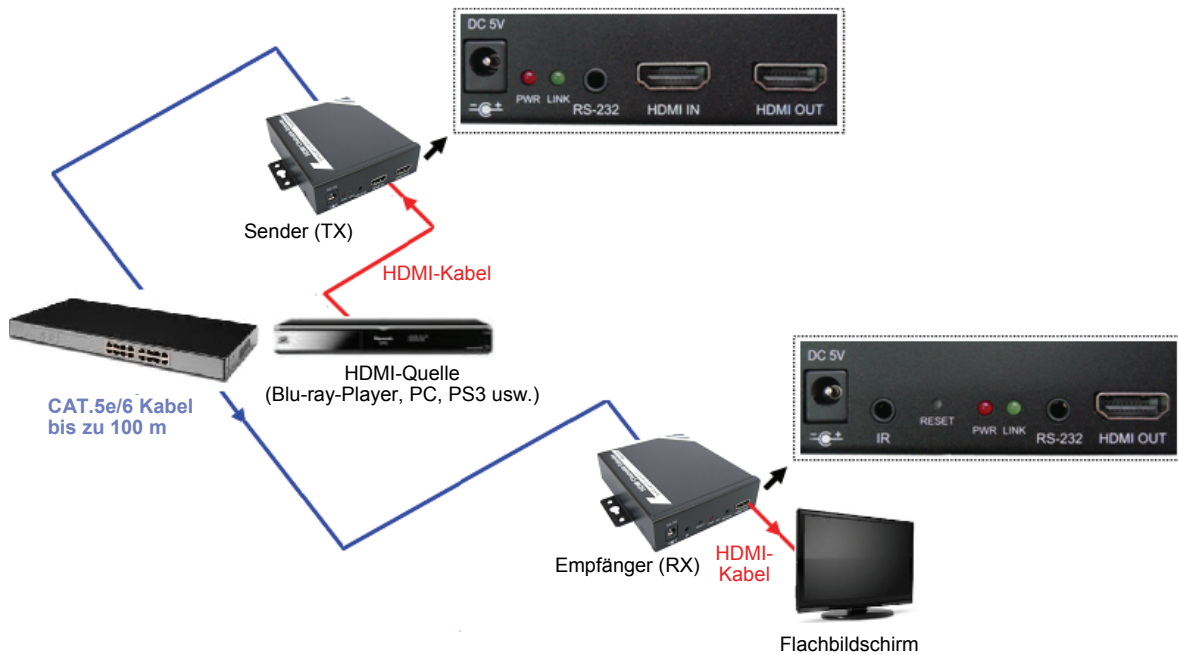 DC 5V
PWR LINK
RS-232
HDMI IN
HDMI OUT
Sender (TX)
HDMI-Kabel
HDMI-Quelle
(Blu-ray-Player, PC, PS3 usw.)
CAT.5e/6 Kabel
bis zu 100 m
DC 5V
IR
RESET
PWR LINK
RS-232
HDMI OUT
Empfänger (RX)
HDMI-
Kabel
Flachbildschirm